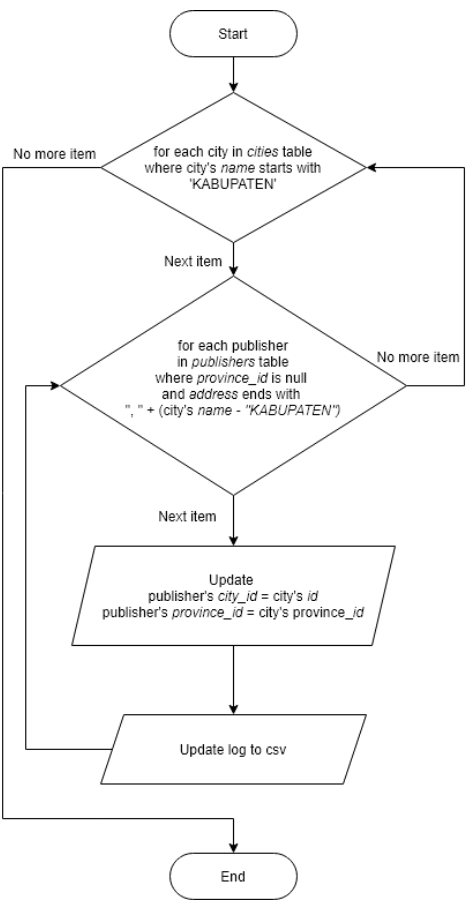 Start
No more item
for each city in cities table
where city's name starts with
'KABUPATEN'
Next item
for each publisher
in publishers table
where province_id is null
and address ends with
", " + (city's name - "KABUPATEN")
No more item
Next item
Update
publisher's city_id = city's id
publisher's province_id = city's province_id
Update log to csv
End